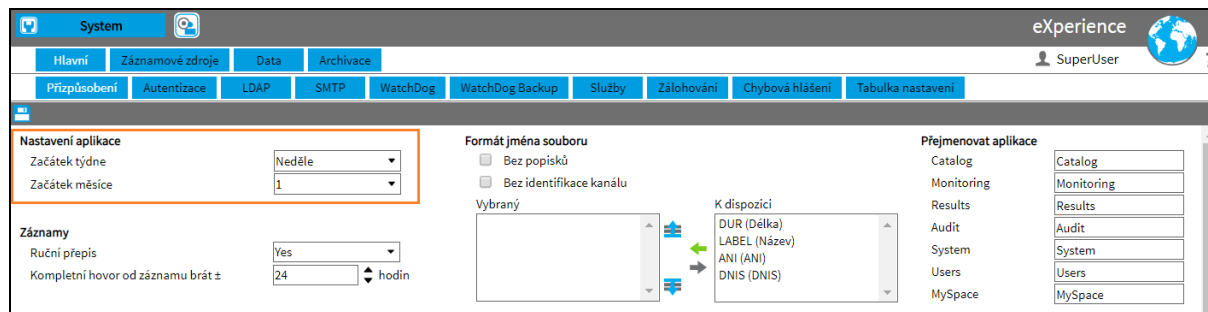 System
eXperience
Hlavní Záznamové zdroje Data Archivace
SuperUser
Přizpůsobení Autentizace LDAP SMTP WatchDog WatchDog Backup Služby Zálohování Chybová hlášení Tabulka nastavení
Nastavení aplikace
Začátek týdne Neděle
Začátek měsíce 1
Záznamy
Ruční přepis Yes
Kompletní hovor od záznamu brát ± 24 hodin
Formát jména souboru
Bez popisků
Bez identifikace kanálu
Vybraný K dispozici
DUR (Délka)
LABEL (Název)
ANI (ANI)
DNIS (DNIS)
Přejmenovat aplikace
Catalog Catalog
Monitoring Monitoring
Results Results
Audit Audit
System System
Users Users
MySpace MySpace